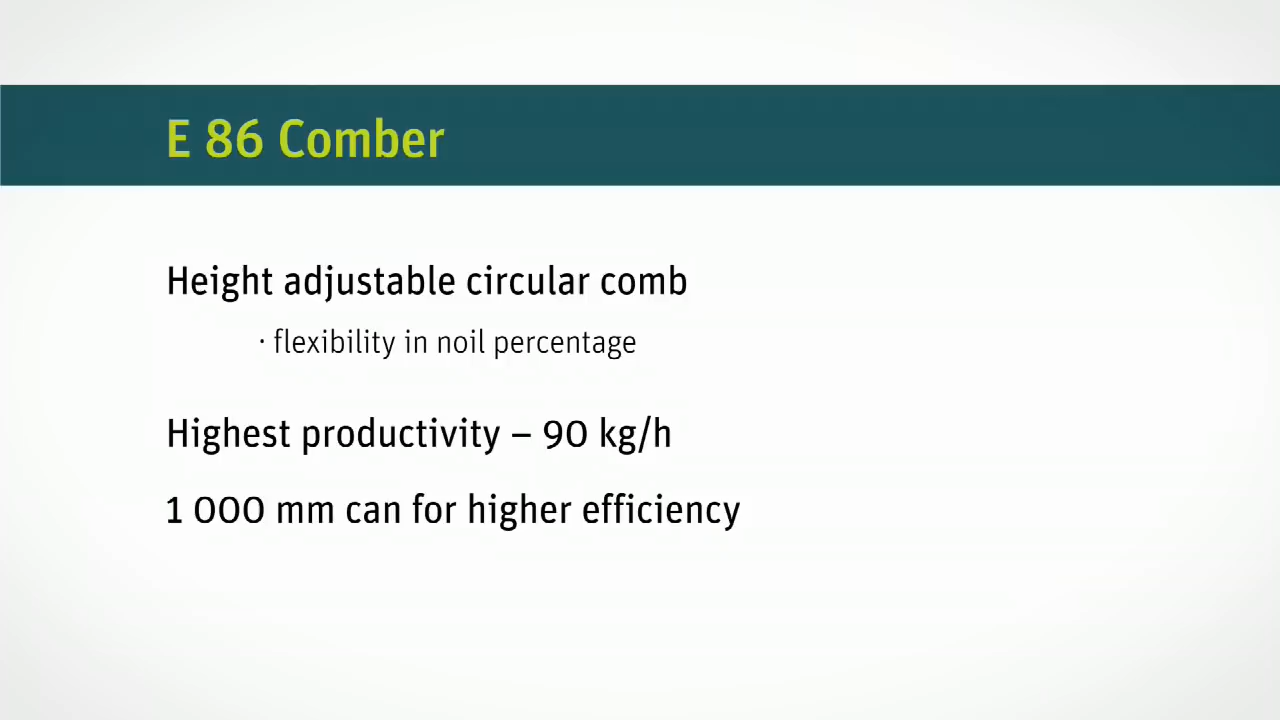 E 86 Comber
Height adjustable circular comb
· flexibility in noil percentage
Highest productivity – 90 kg/h
1 000 mm can for higher efficiency